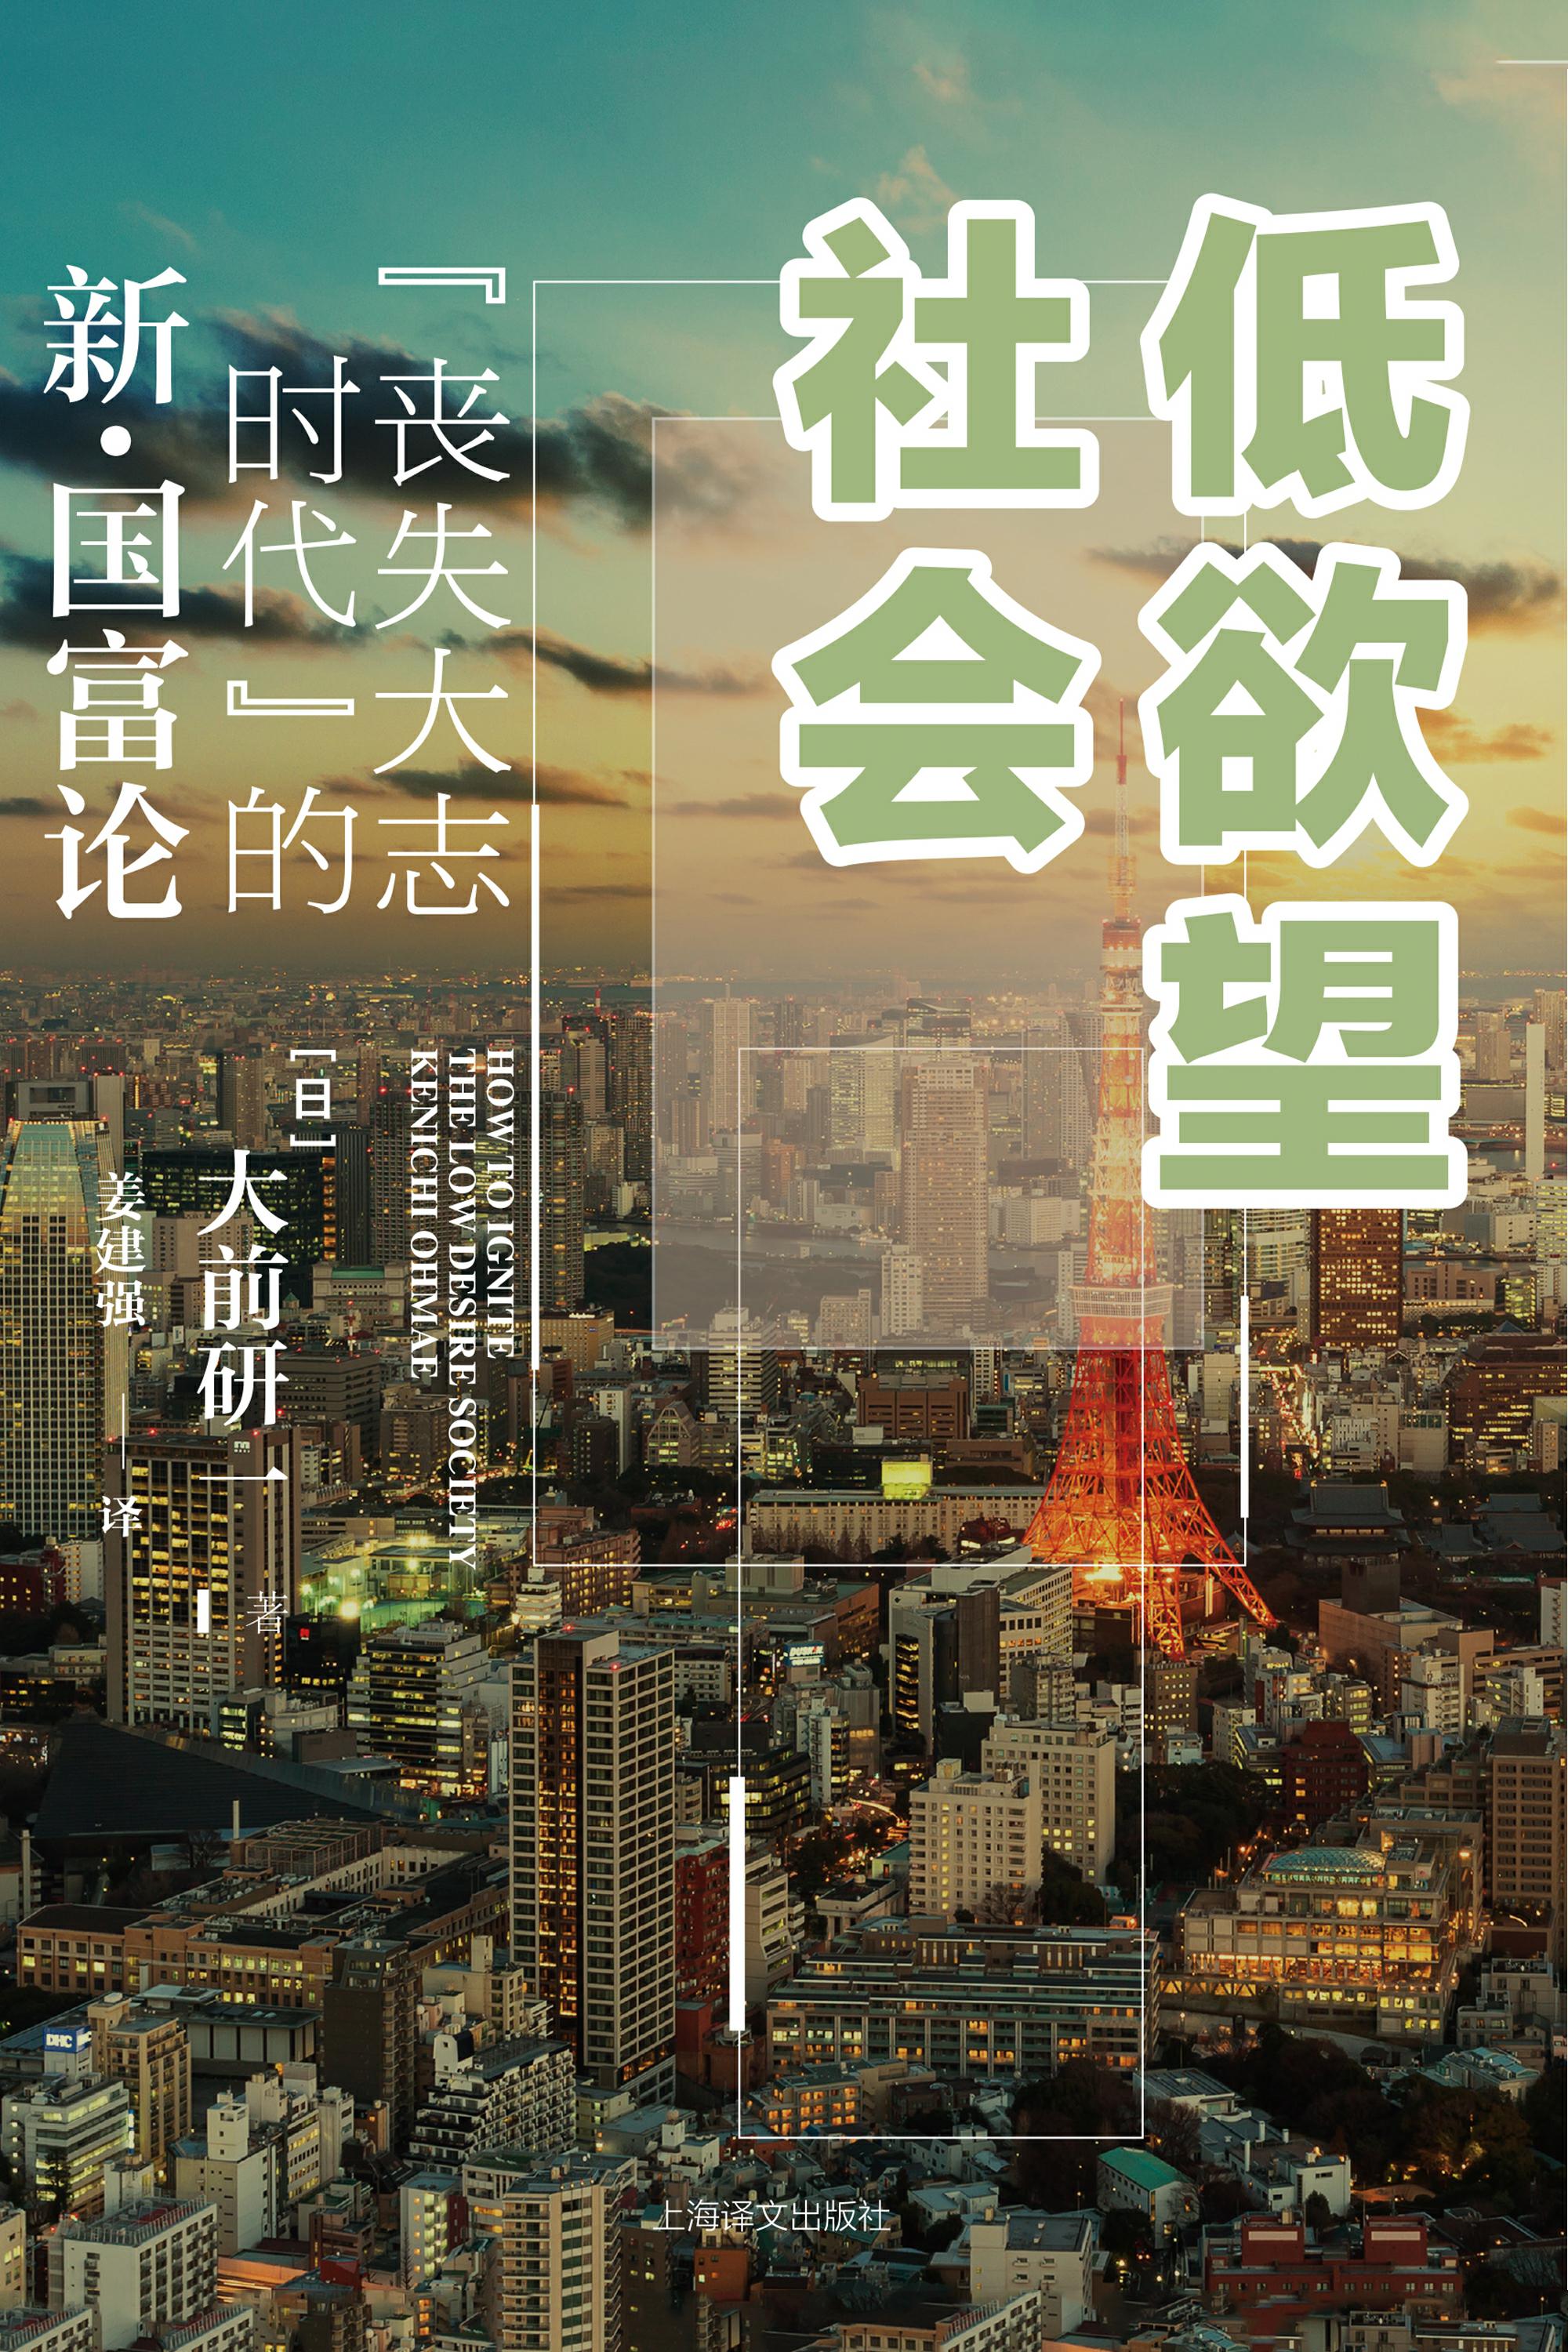 低欲望
社会
『丧失大志
时代』的
新·国富论
HOW TO IGNITE
THE LOW DESIRE SOCIETY
KENICHI OHMAE
[日]
大前研一
著
姜建强 — 译
DHC
上海译文出版社